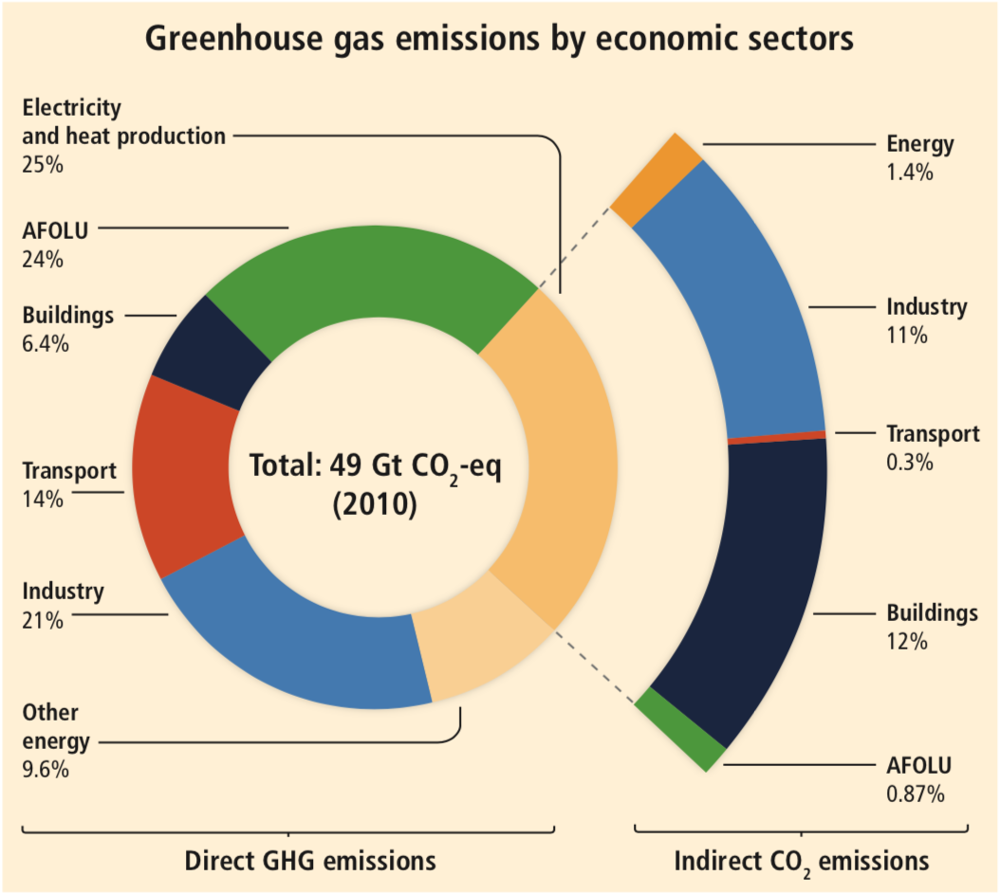 Greenhouse gas emissions by economic sectors
Electricity
and heat production
25%
AFOLU
24%
Buildings
6.4%
Transport
14%
Industry
21%
Other
energy
9.6%
Total: 49 Gt CO₂-eq
(2010)
Energy
1.4%
Industry
11%
Transport
0.3%
Buildings
12%
AFOLU
0.87%
Direct GHG emissions
Indirect CO₂ emissions